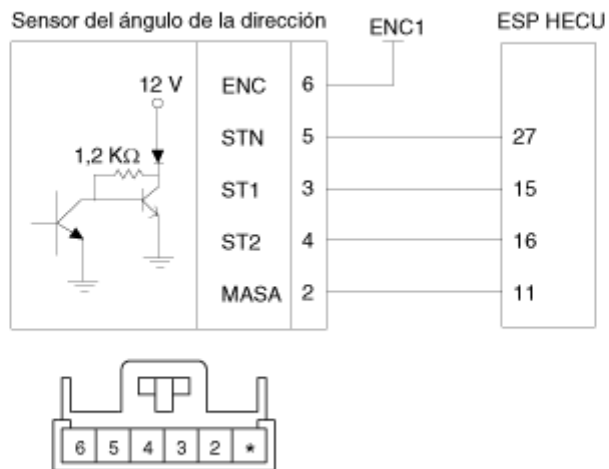 Sensor del ángulo de la dirección ENC1 ESP HECU
12 V
1,2 KΩ
ENC 6
STN 5 27
ST1 3 15
ST2 4 16
MASA 2 11
6 5 4 3 2 *